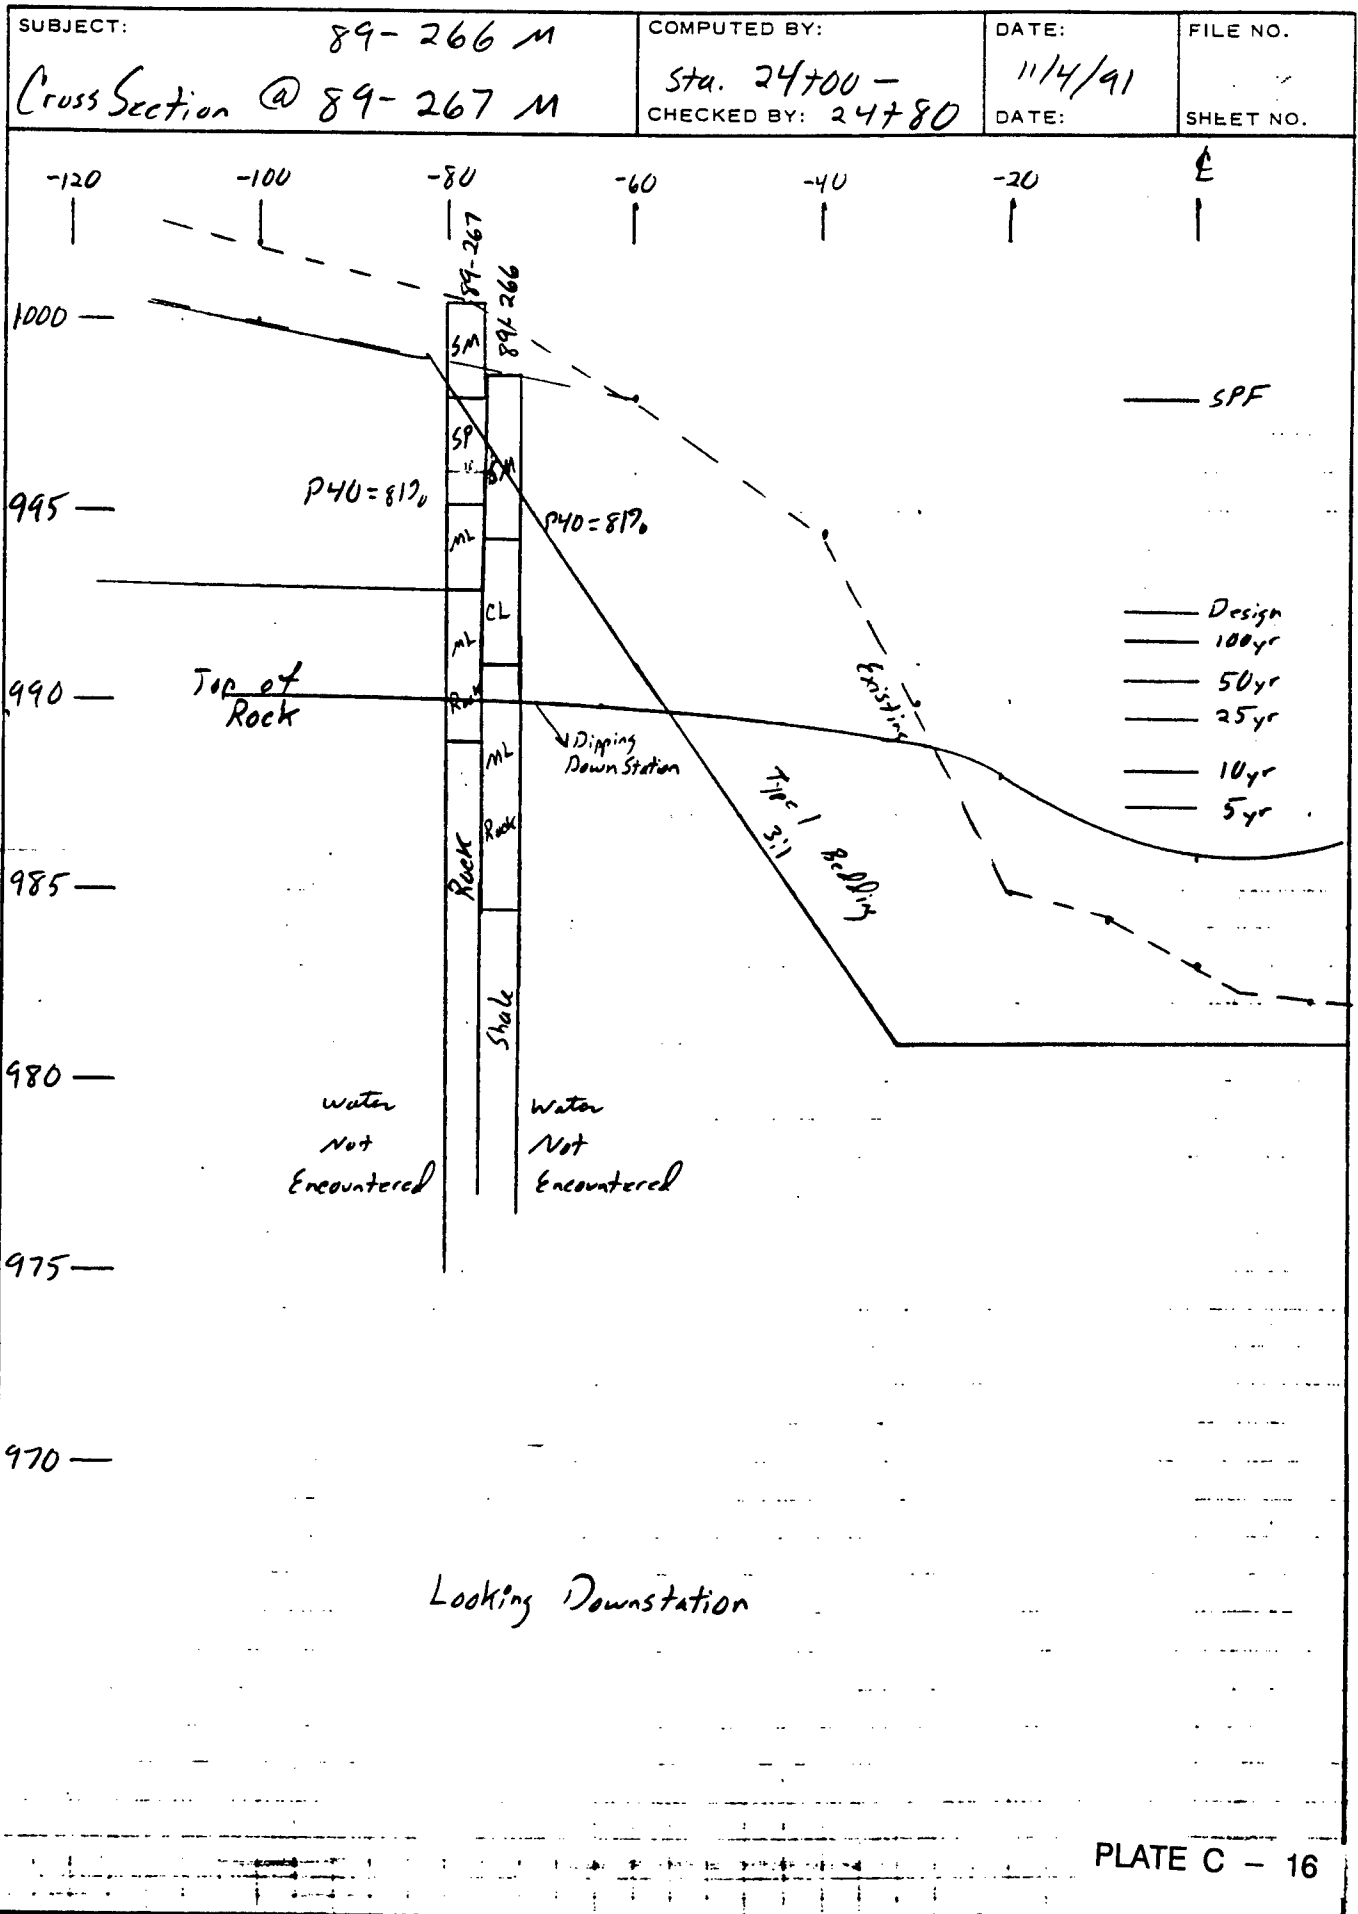 SUBJECT: 89-266 M
Cross Section @ 89-267 M
COMPUTED BY:
Sta. 24+00 -
CHECKED BY: 24+80
DATE:
11/4/91
DATE:
FILE NO.
SHEET NO.
-120 -100 -80 -60 -40 -20 ℄
89-267
89-266
1000
SM
SPF
SP
SM
P40=81%
995
P40=81%
ML
CL
Design
ML
100yr
Top of
Rock
990
Rock
Existing
50yr
25yr
Dipping
Down Station
ML
10yr
5yr
Type 1 Bedding
3:1
Rock
Rock
985
Shale
980
Water
Not
Encountered
Water
Not
Encountered
975
970
Looking Downstation
PLATE C - 16